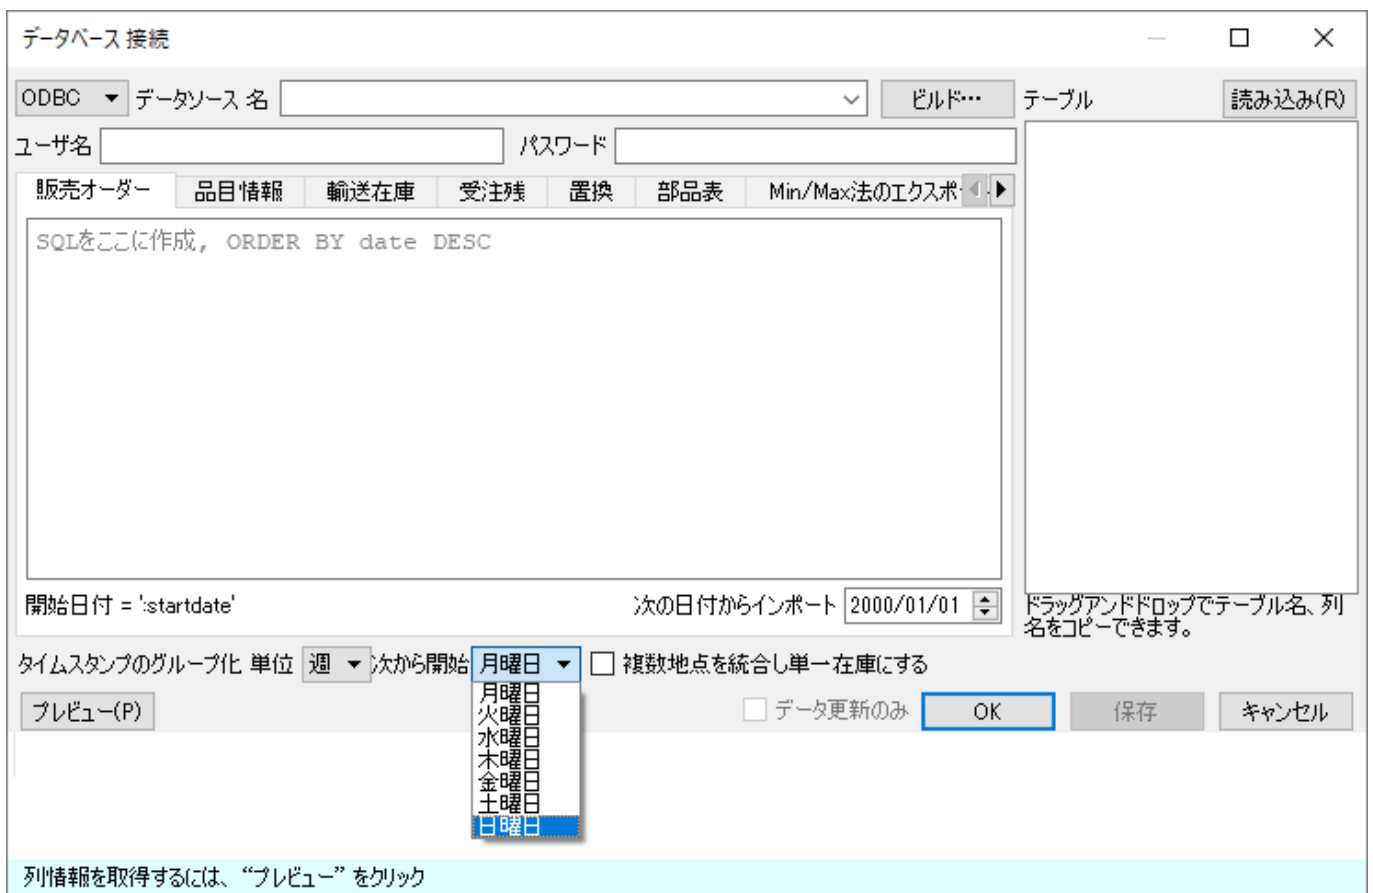 データベース 接続
ODBC データソース 名 ビルド… テーブル 読み込み(R)
ユーザ名 パスワード
販売オーダー 品目情報 輸送在庫 受注残 置換 部品表 Min/Max法のエクスポ
SQLをここに作成, ORDER BY date DESC
開始日付 = ':startdate' 次の日付からインポート 2000/01/01
ドラッグアンドドロップでテーブル名、列
名をコピーできます。
タイムスタンプのグループ化 単位 週 次から開始 月曜日 複数地点を統合し単一在庫にする
月曜日
火曜日
水曜日
木曜日
金曜日
土曜日
日曜日
プレビュー(P) データ更新のみ OK 保存 キャンセル
列情報を取得するには、“プレビュー” をクリック